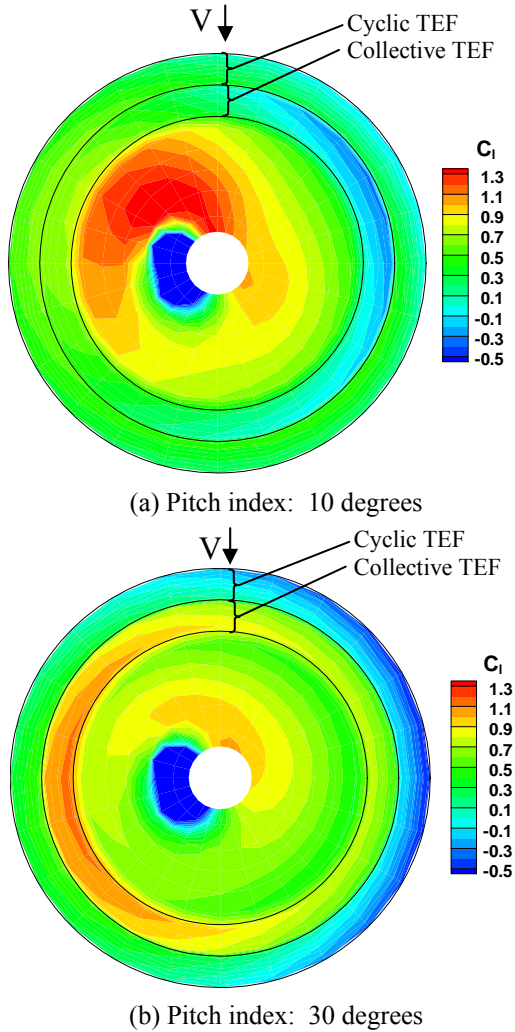 V
Cyclic TEF
Collective TEF
Cl
1.3
1.1
0.9
0.7
0.5
0.3
0.1
-0.1
-0.3
-0.5
(a) Pitch index: 10 degrees
V
Cyclic TEF
Collective TEF
Cl
1.3
1.1
0.9
0.7
0.5
0.3
0.1
-0.1
-0.3
-0.5
(b) Pitch index: 30 degrees